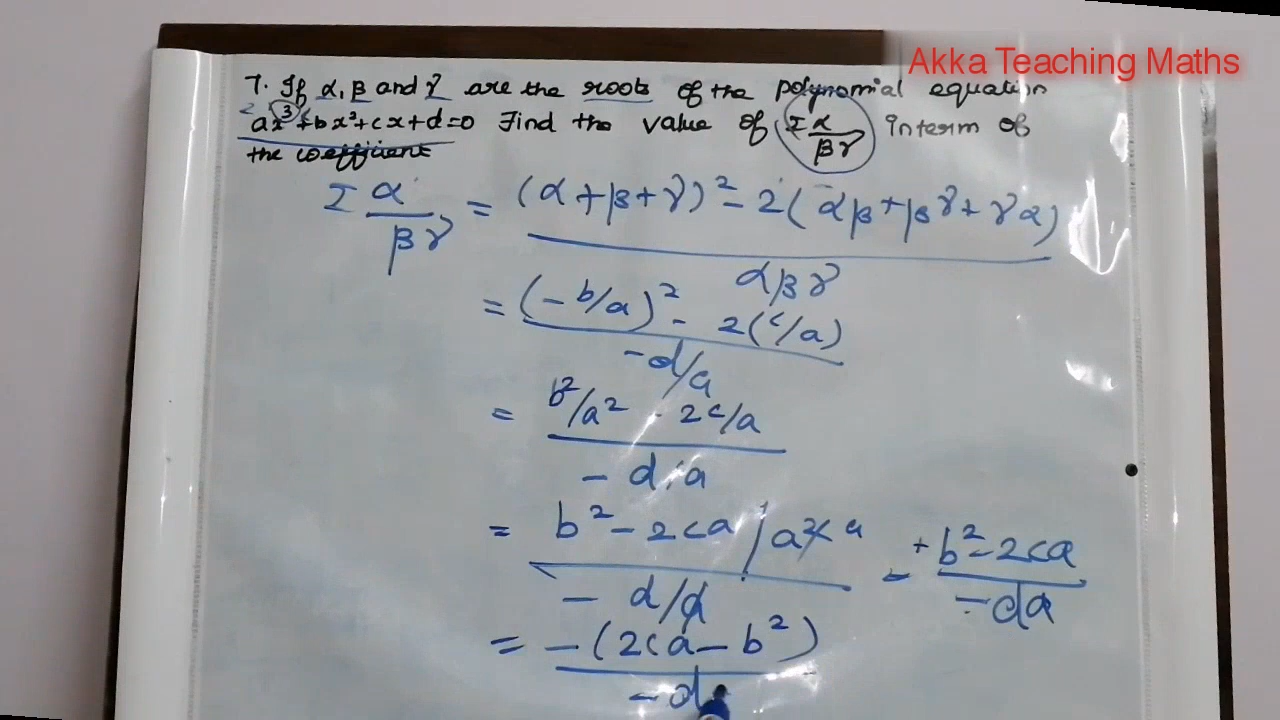 Akka Teaching Maths
7. If α, β and γ are the roots of the polynomial equation
ax³+bx²+cx+d=0 Find the value of Σ α/βγ interm of
the coefficient
Σ α/βγ = (α+β+γ)² - 2(αβ+βγ+γα) / αβγ
= (-b/a)² - 2(c/a) / -d/a
= b²/a² - 2c/a / -d/a
= b² - 2ca / a² / -d/a = + b²-2ca / -da
= -(2ca - b²) / -d